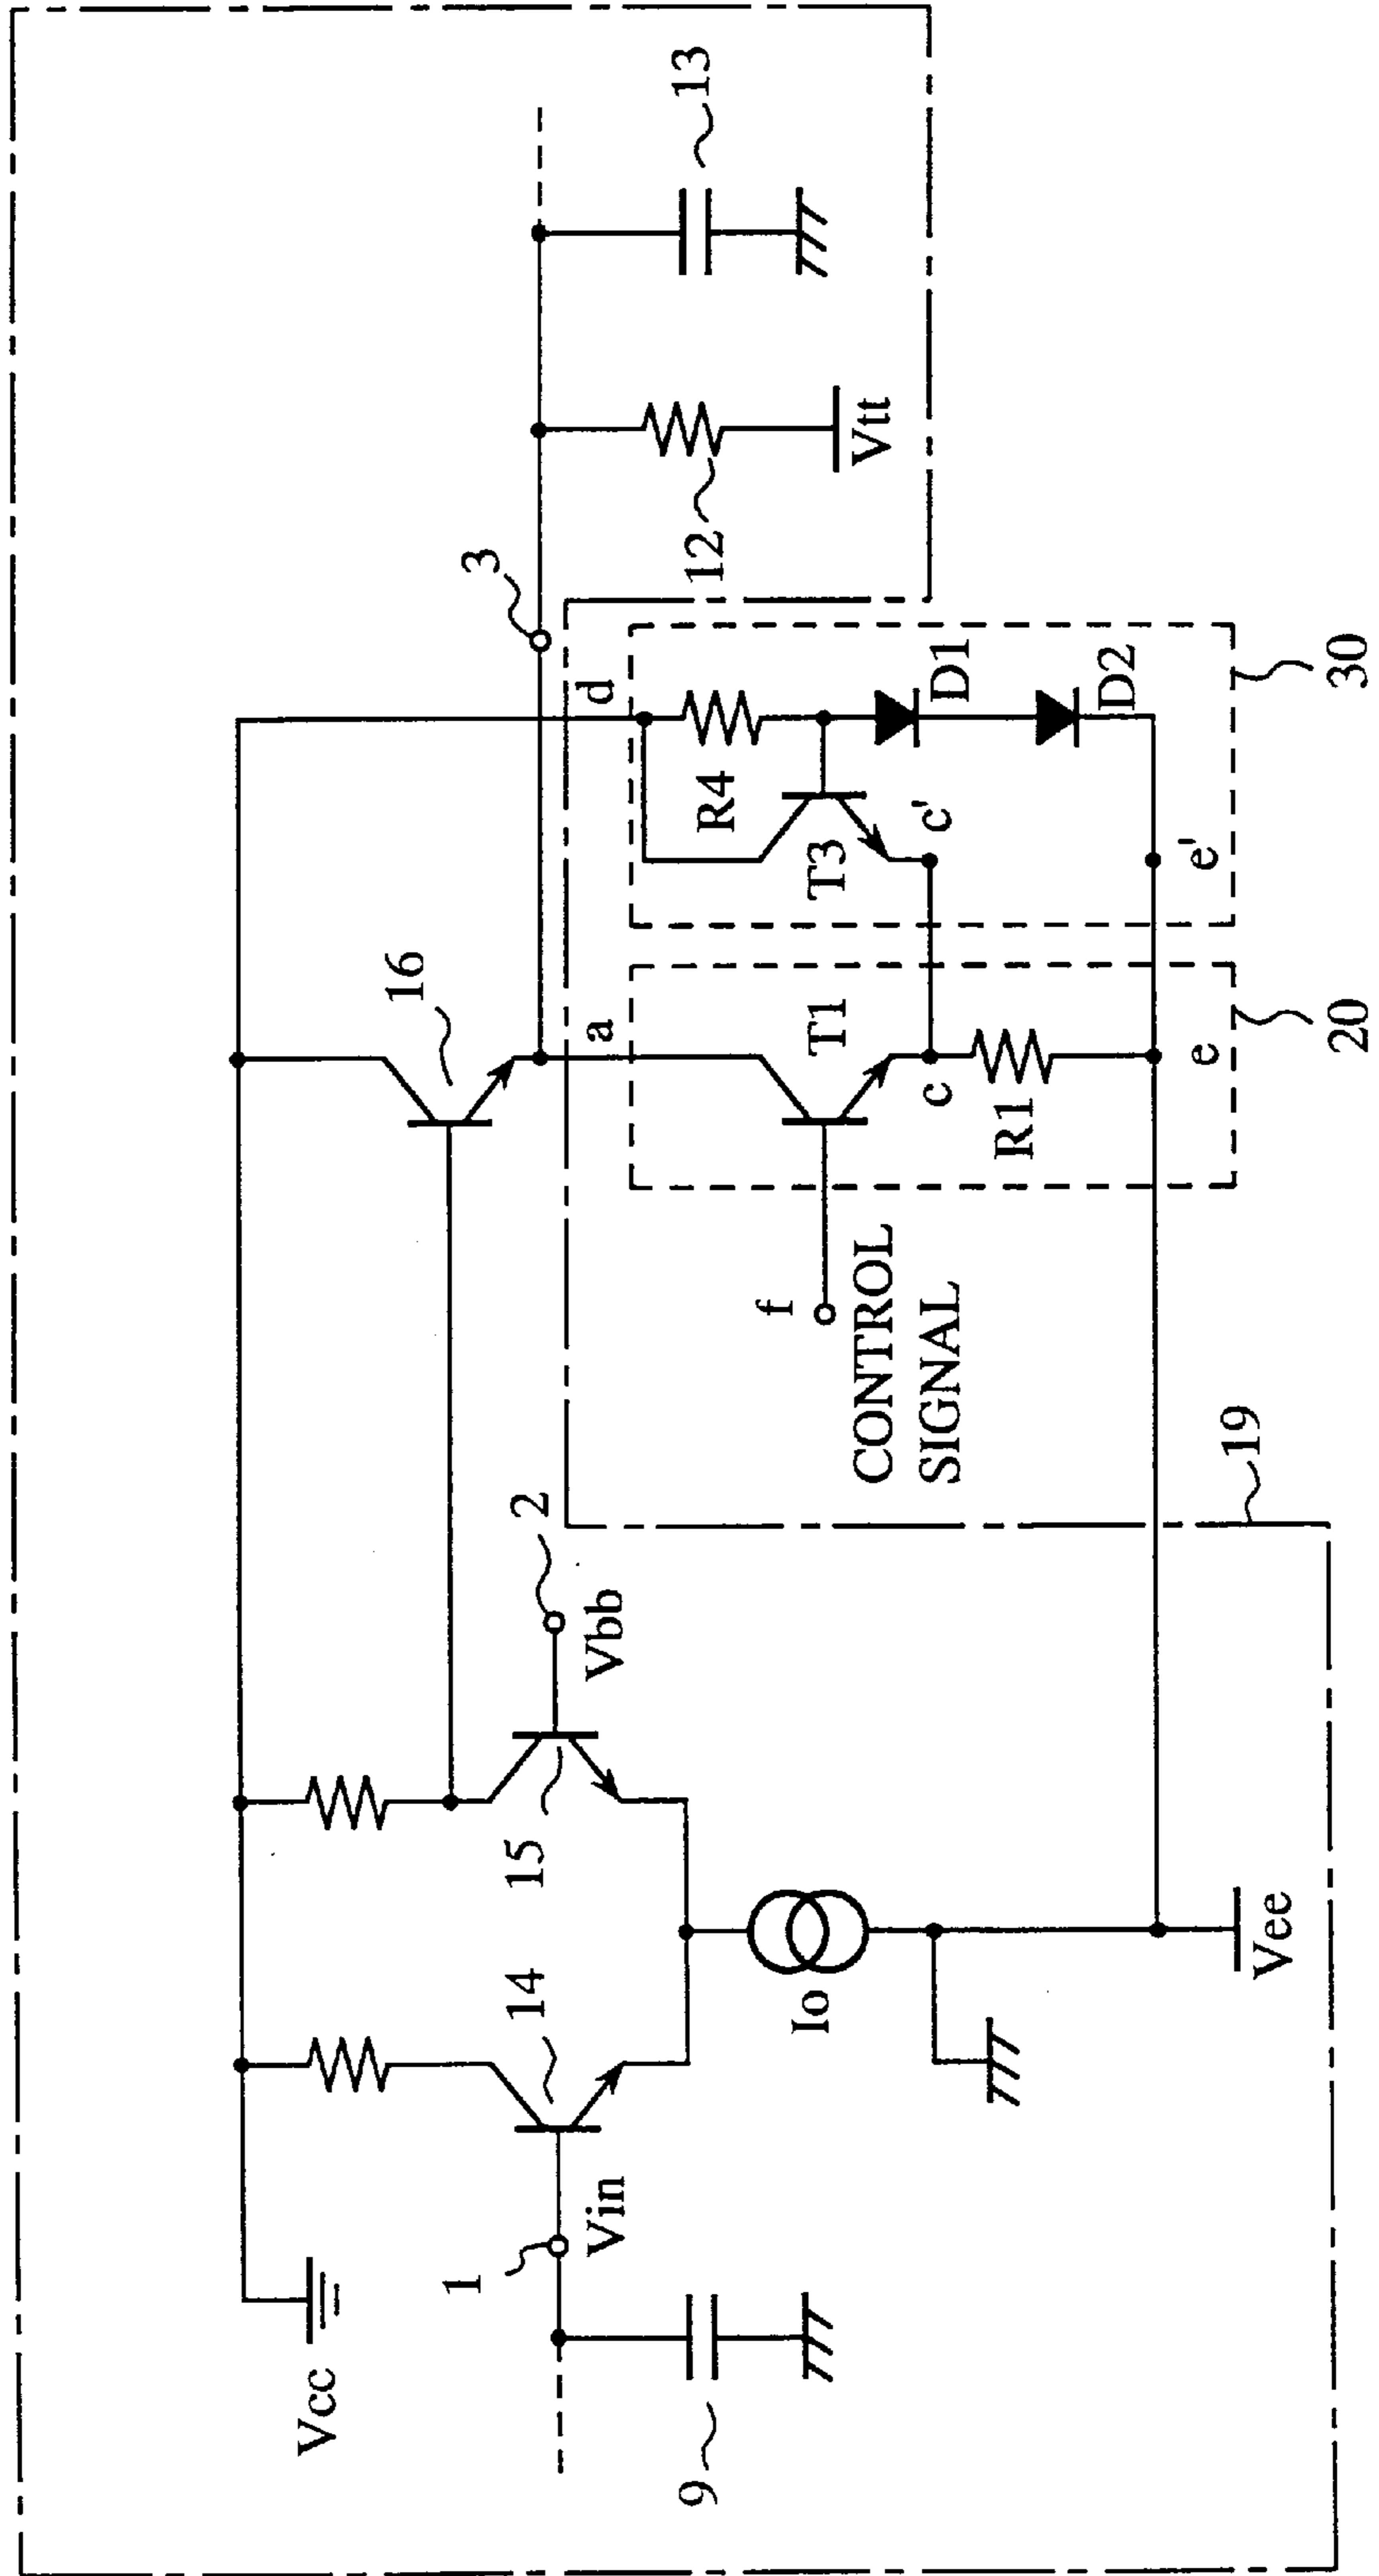 Vcc
9
1
Vin
14
15
2
Vbb
Io
Vee
19
16
3
a
d
f
CONTROL
SIGNAL
T1
c
R1
e
20
R4
T3
c'
D1
D2
e'
30
12
Vtt
13